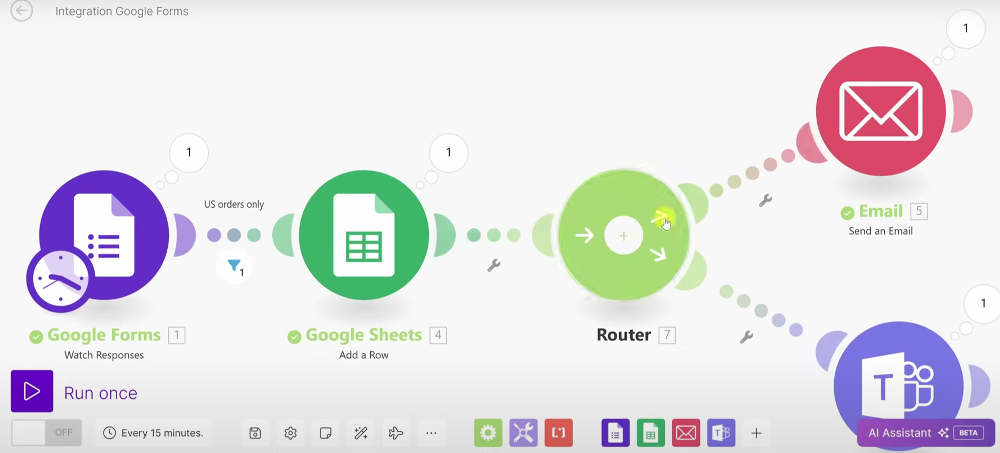 Integration Google Forms
1
1
1
US orders only
1
Email 5
Send an Email
1
Google Forms 1
Watch Responses
Google Sheets 4
Add a Row
Router 7
T
Run once
OFF
Every 15 minutes.
T
AI Assistant BETA